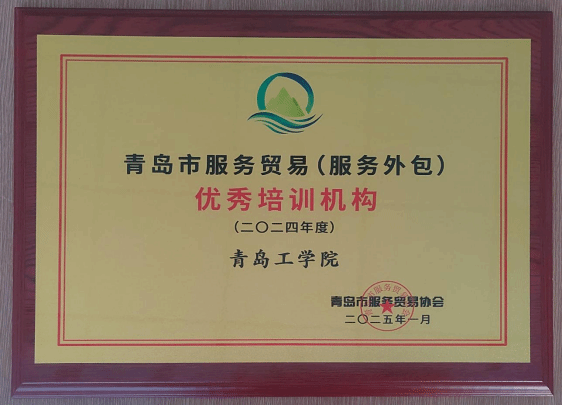 青岛市服务贸易（服务外包）
优秀培训机构
（二〇二四年度）
青岛工学院
青岛市服务贸易协会
二〇二五年一月